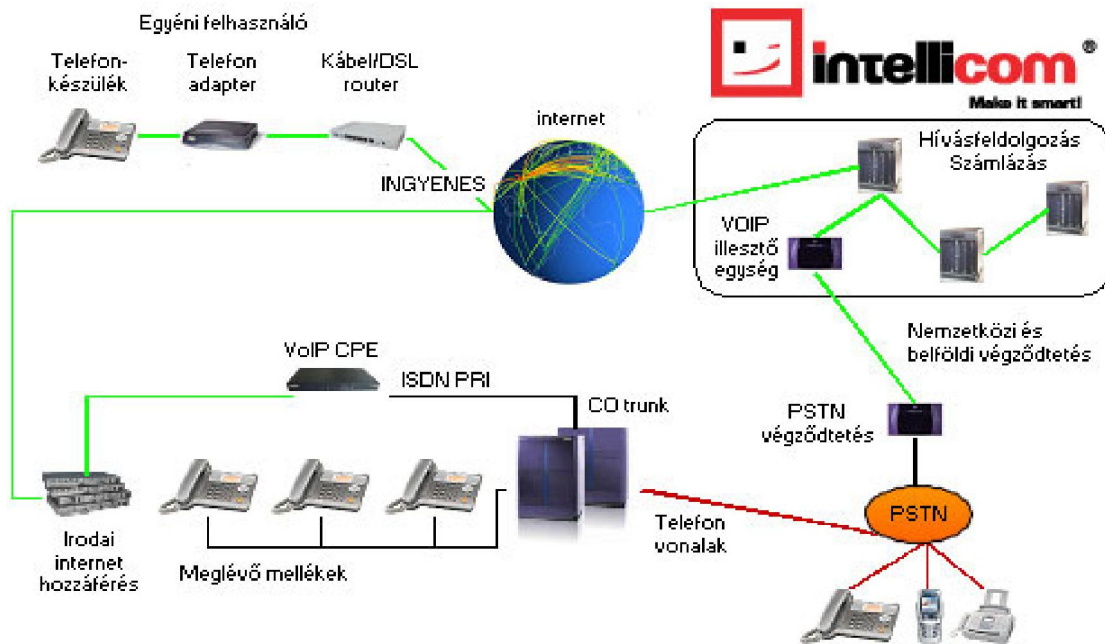 Egyéni felhasználó
Telefon-
készülék
Telefon
adapter
Kábel/DSL
router
internet
INGYENES
intellicom®
Make it smart!
Hívásfeldolgozás
Számlázás
VOIP
illesztő
egység
Nemzetközi és
belföldi végződtetés
VoIP CPE
ISDN PRI
CO trunk
PSTN
végződtetés
PSTN
Telefon
vonalak
Irodai
internet
hozzáférés
Meglévő mellékek